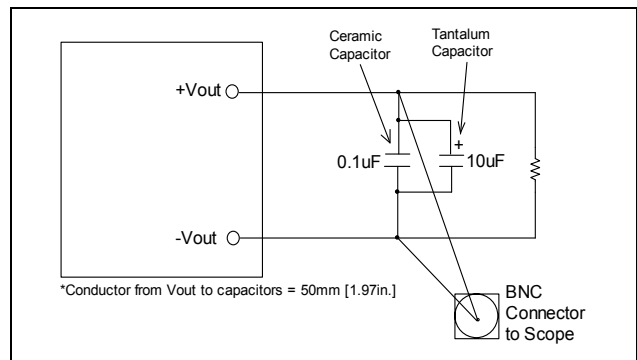 Ceramic
Capacitor
Tantalum
Capacitor
+Vout
+
0.1uF
10uF
-Vout
*Conductor from Vout to capacitors = 50mm [1.97in.]
BNC
Connector
to Scope